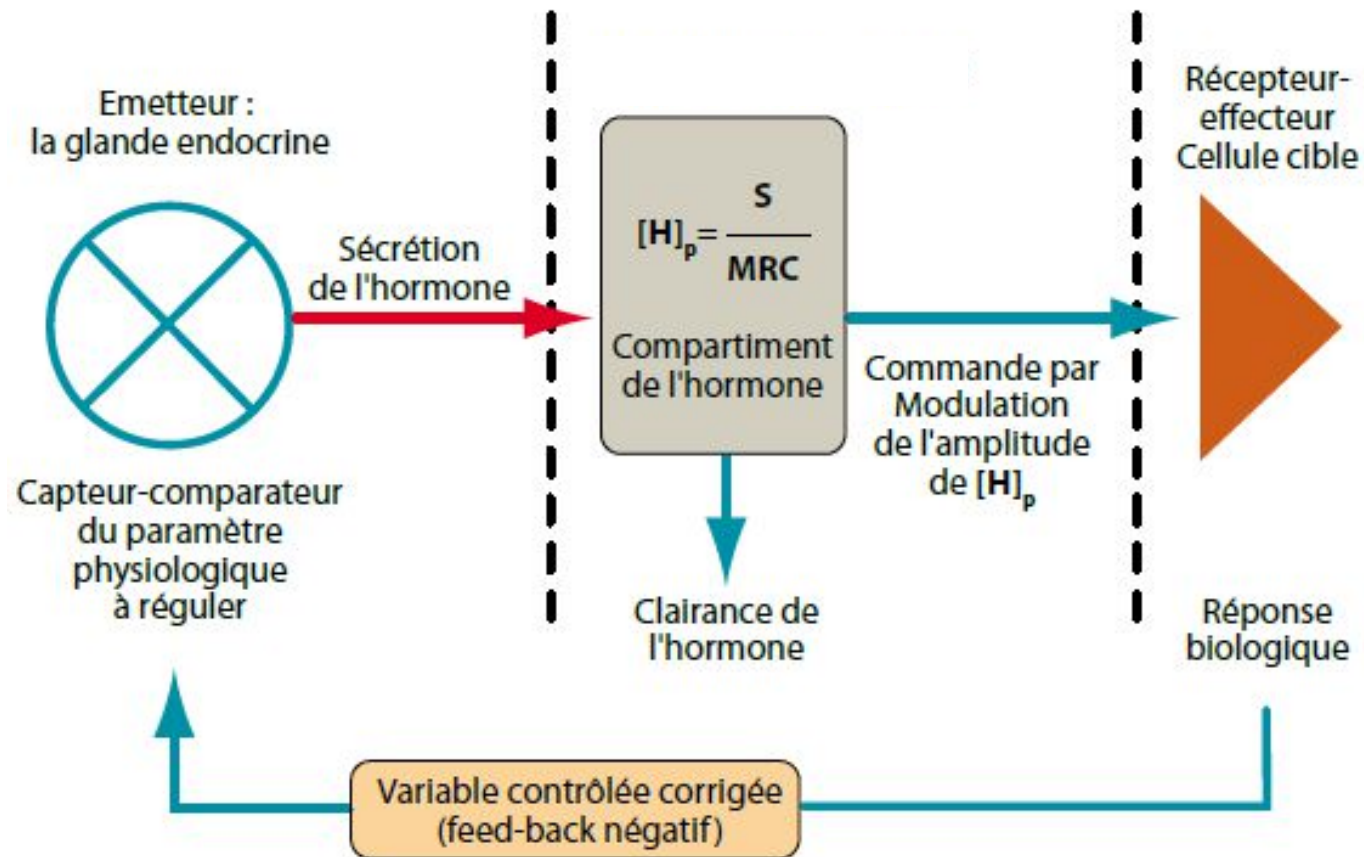 Emetteur :
la glande endocrine
Capteur-comparateur
du paramètre
physiologique
à réguler
Sécrétion
de l'hormone
[H]p= S
MRC
Compartiment
de l'hormone
Clairance de
l'hormone
Commande par
Modulation
de l'amplitude
de [H]p
Récepteur-
effecteur
Cellule cible
Réponse
biologique
Variable contrôlée corrigée
(feed-back négatif)